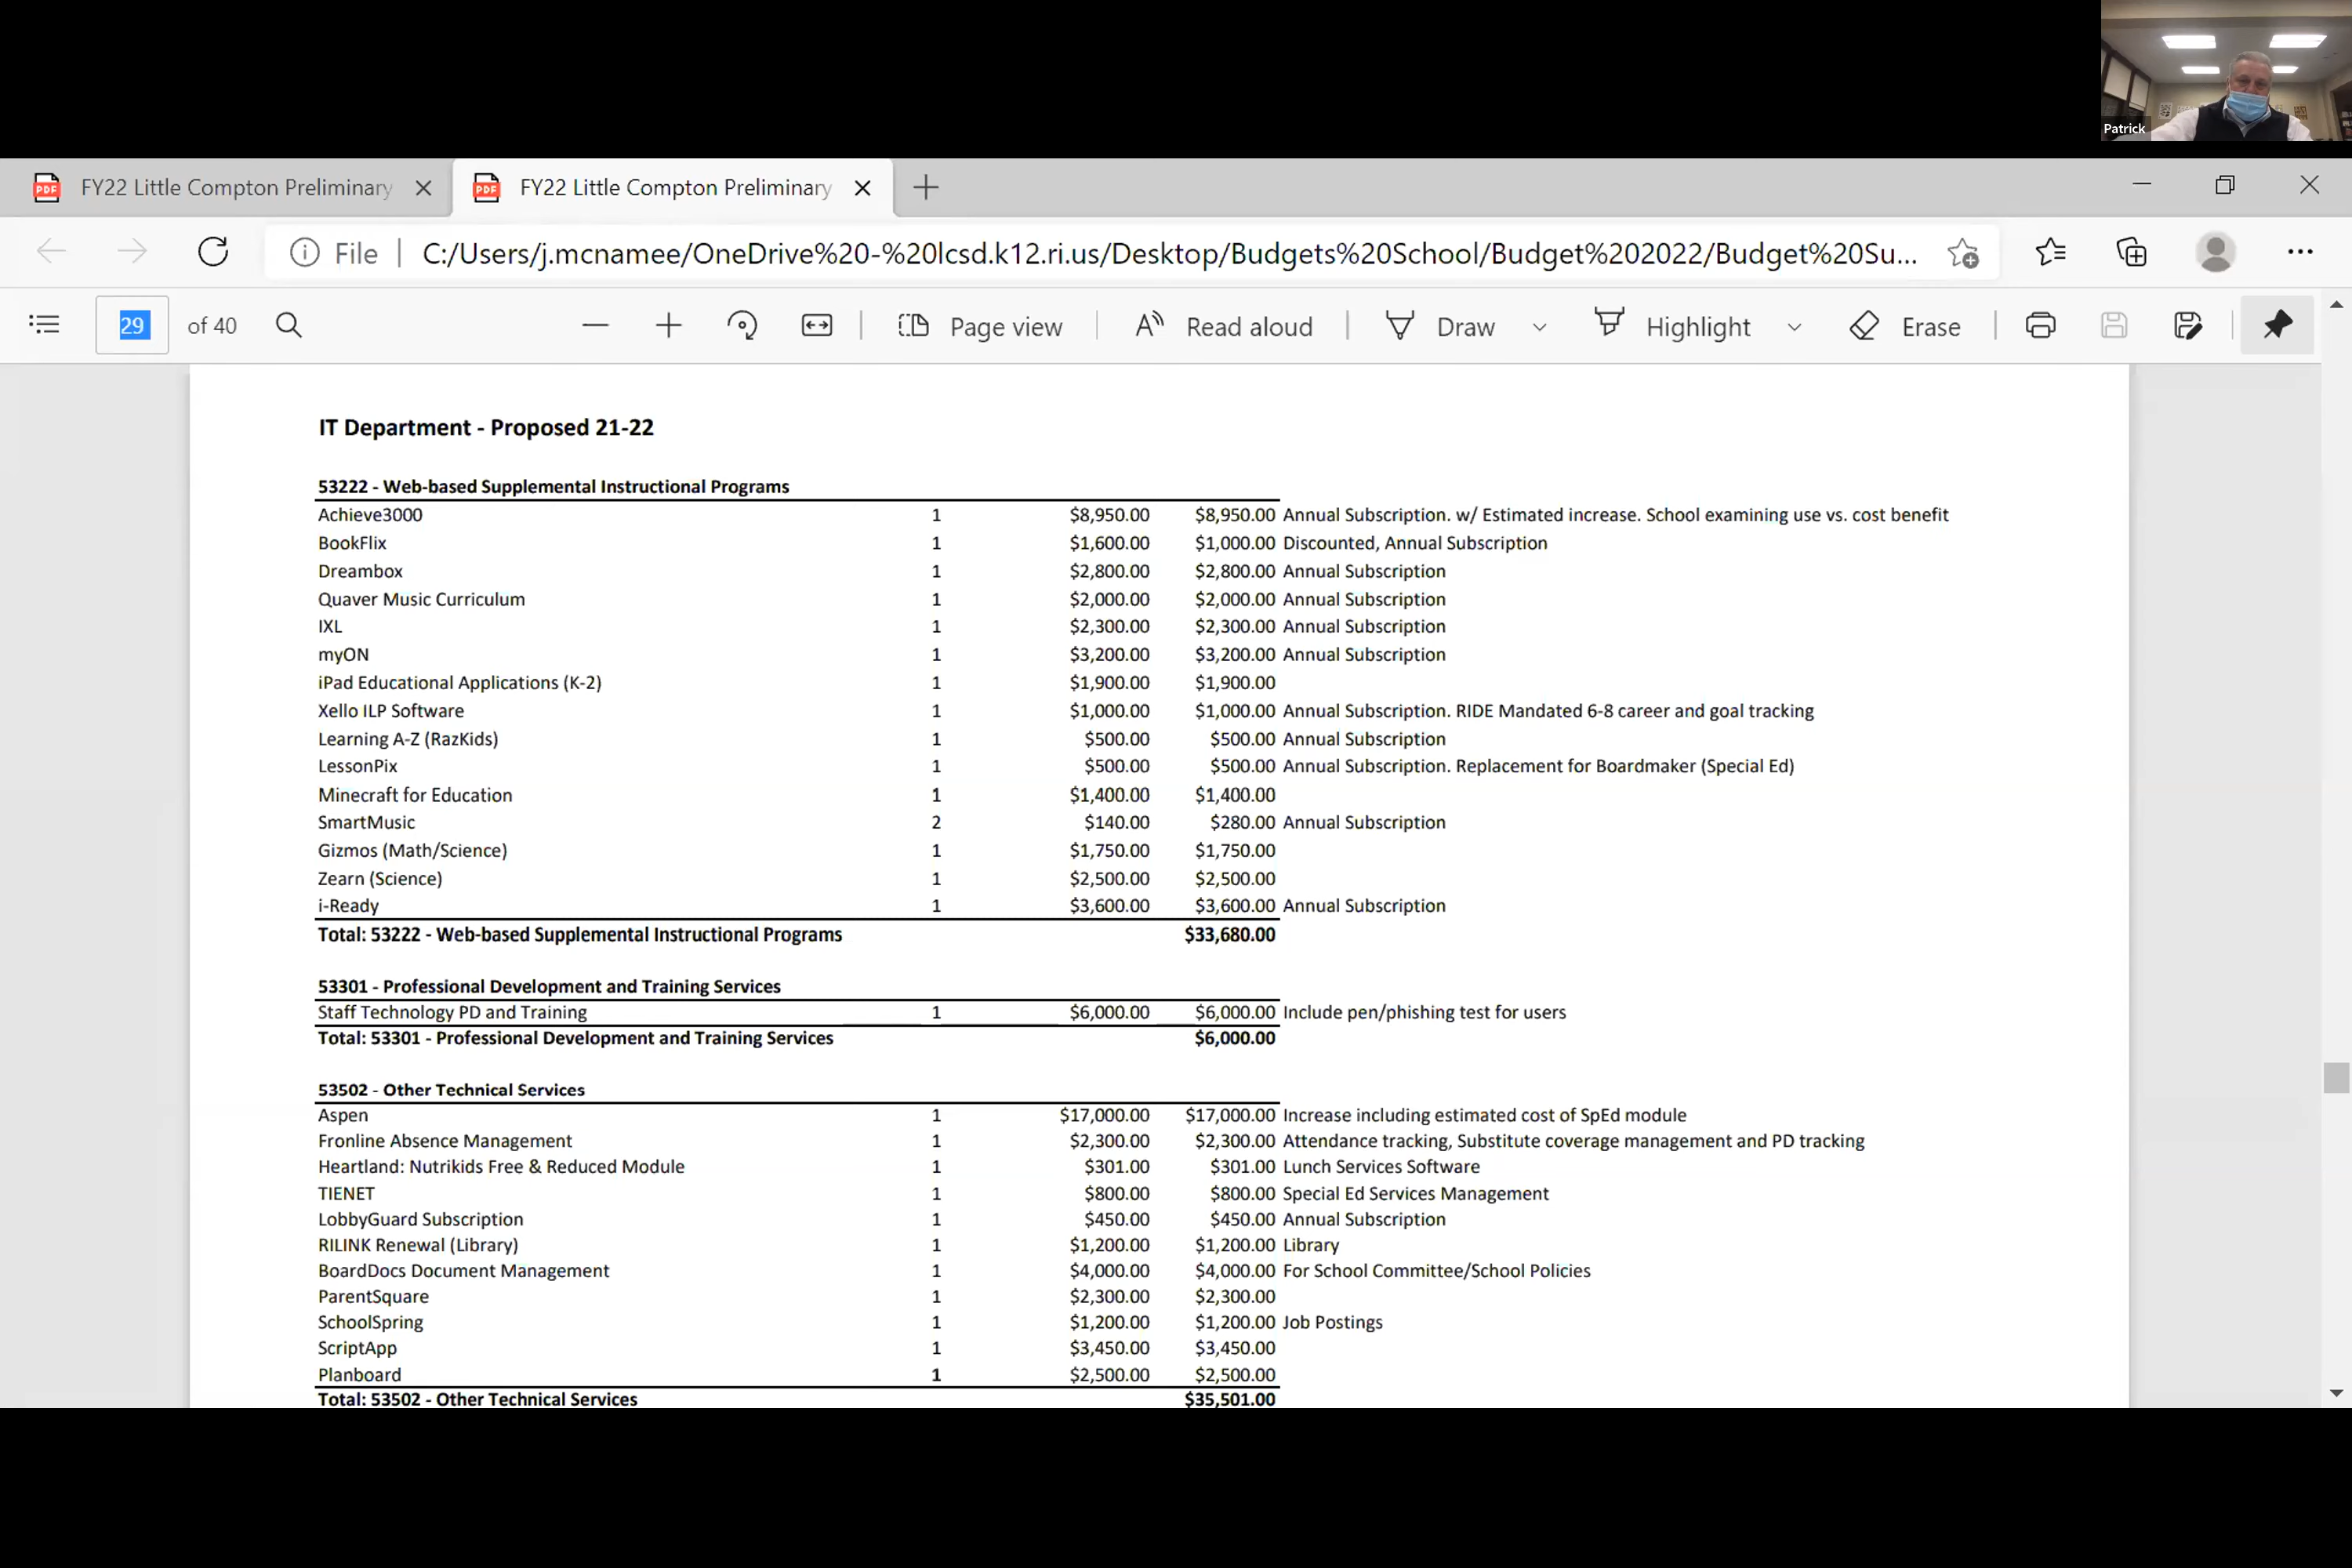 Patrick
FY22 Little Compton Preliminary
FY22 Little Compton Preliminary
File C:/Users/j.mcnamee/OneDrive%20-%20lcsd.k12.ri.us/Desktop/Budgets%20School/Budget%202022/Budget%20Su...
29 of 40 Page view Read aloud Draw Highlight Erase
IT Department - Proposed 21-22
53222 - Web-based Supplemental Instructional Programs
Achieve3000 1 $8,950.00 $8,950.00 Annual Subscription. w/ Estimated increase. School examining use vs. cost benefit
BookFlix 1 $1,600.00 $1,000.00 Discounted, Annual Subscription
Dreambox 1 $2,800.00 $2,800.00 Annual Subscription
Quaver Music Curriculum 1 $2,000.00 $2,000.00 Annual Subscription
IXL 1 $2,300.00 $2,300.00 Annual Subscription
myON 1 $3,200.00 $3,200.00 Annual Subscription
iPad Educational Applications (K-2) 1 $1,900.00 $1,900.00
Xello ILP Software 1 $1,000.00 $1,000.00 Annual Subscription. RIDE Mandated 6-8 career and goal tracking
Learning A-Z (RazKids) 1 $500.00 $500.00 Annual Subscription
LessonPix 1 $500.00 $500.00 Annual Subscription. Replacement for Boardmaker (Special Ed)
Minecraft for Education 1 $1,400.00 $1,400.00
SmartMusic 2 $140.00 $280.00 Annual Subscription
Gizmos (Math/Science) 1 $1,750.00 $1,750.00
Zearn (Science) 1 $2,500.00 $2,500.00
i-Ready 1 $3,600.00 $3,600.00 Annual Subscription
Total: 53222 - Web-based Supplemental Instructional Programs $33,680.00
53301 - Professional Development and Training Services
Staff Technology PD and Training 1 $6,000.00 $6,000.00 Include pen/phishing test for users
Total: 53301 - Professional Development and Training Services $6,000.00
53502 - Other Technical Services
Aspen 1 $17,000.00 $17,000.00 Increase including estimated cost of SpEd module
Fronline Absence Management 1 $2,300.00 $2,300.00 Attendance tracking, Substitute coverage management and PD tracking
Heartland: Nutrikids Free & Reduced Module 1 $301.00 $301.00 Lunch Services Software
TIENET 1 $800.00 $800.00 Special Ed Services Management
LobbyGuard Subscription 1 $450.00 $450.00 Annual Subscription
RILINK Renewal (Library) 1 $1,200.00 $1,200.00 Library
BoardDocs Document Management 1 $4,000.00 $4,000.00 For School Committee/School Policies
ParentSquare 1 $2,300.00 $2,300.00
SchoolSpring 1 $1,200.00 $1,200.00 Job Postings
ScriptApp 1 $3,450.00 $3,450.00
Planboard 1 $2,500.00 $2,500.00
Total: 53502 - Other Technical Services $35,501.00